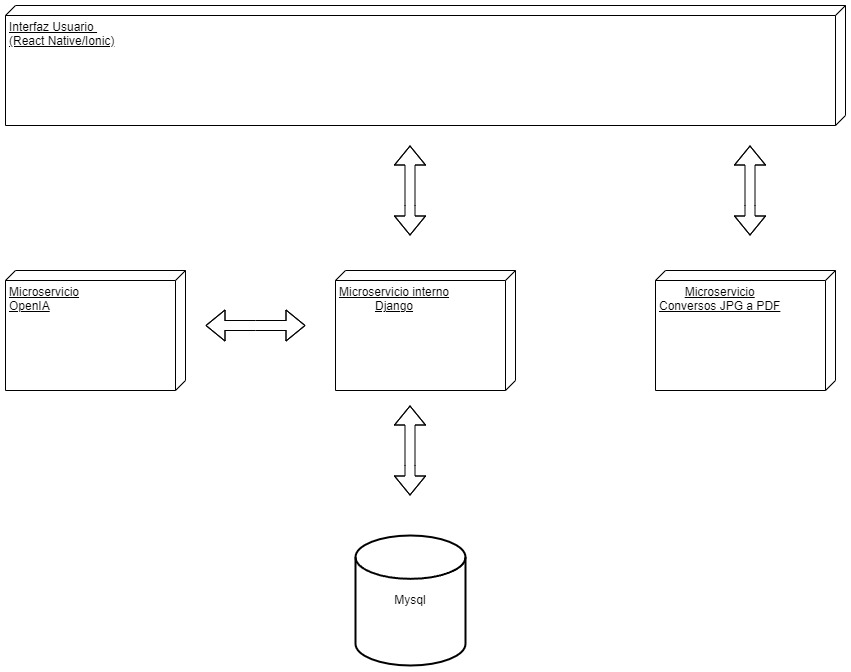 Interfaz Usuario
(React Native/Ionic)
Microservicio
OpenIA
Microservicio interno
Django
Microservicio
Conversos JPG a PDF
Mysql